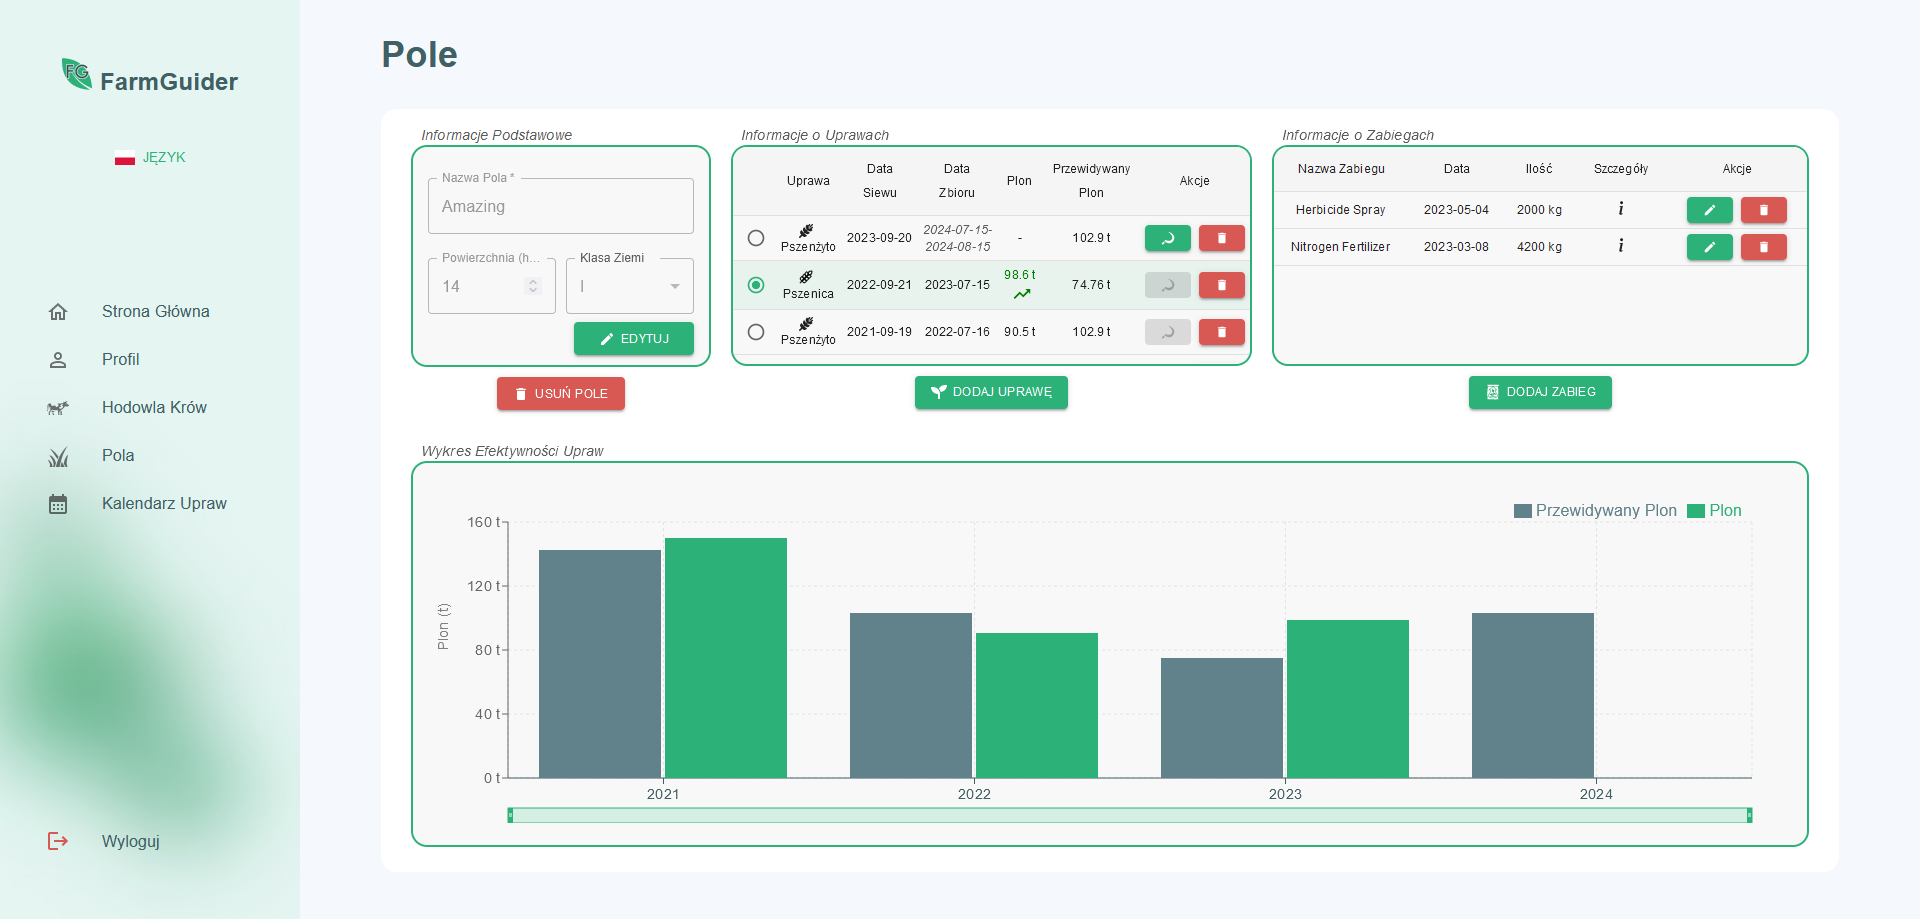 FG
FarmGuider
JĘZYK
Strona Główna
Profil
Hodowla Krów
Pola
Kalendarz Upraw
Wyloguj
Pole
Informacje Podstawowe
Nazwa Pola *
Amazing
Powierzchnia (h...
14
Klasa Ziemi
I
EDYTUJ
USUŃ POLE
Informacje o Uprawach
Uprawa Data Siewu Data Zbioru Plon Przewidywany Plon Akcje
Pszenżyto 2023-09-20 2024-07-15-2024-08-15 - 102.9 t
Pszenica 2022-09-21 2023-07-15 98.6 t 74.76 t
Pszenżyto 2021-09-19 2022-07-16 90.5 t 102.9 t
DODAJ UPRAWĘ
Informacje o Zabiegach
Nazwa Zabiegu Data Ilość Szczegóły Akcje
Herbicide Spray 2023-05-04 2000 kg i
Nitrogen Fertilizer 2023-03-08 4200 kg i
DODAJ ZABIEG
Wykres Efektywności Upraw
Przewidywany Plon Plon
160 t
120 t
80 t
40 t
0 t
Plon (t)
2021 2022 2023 2024